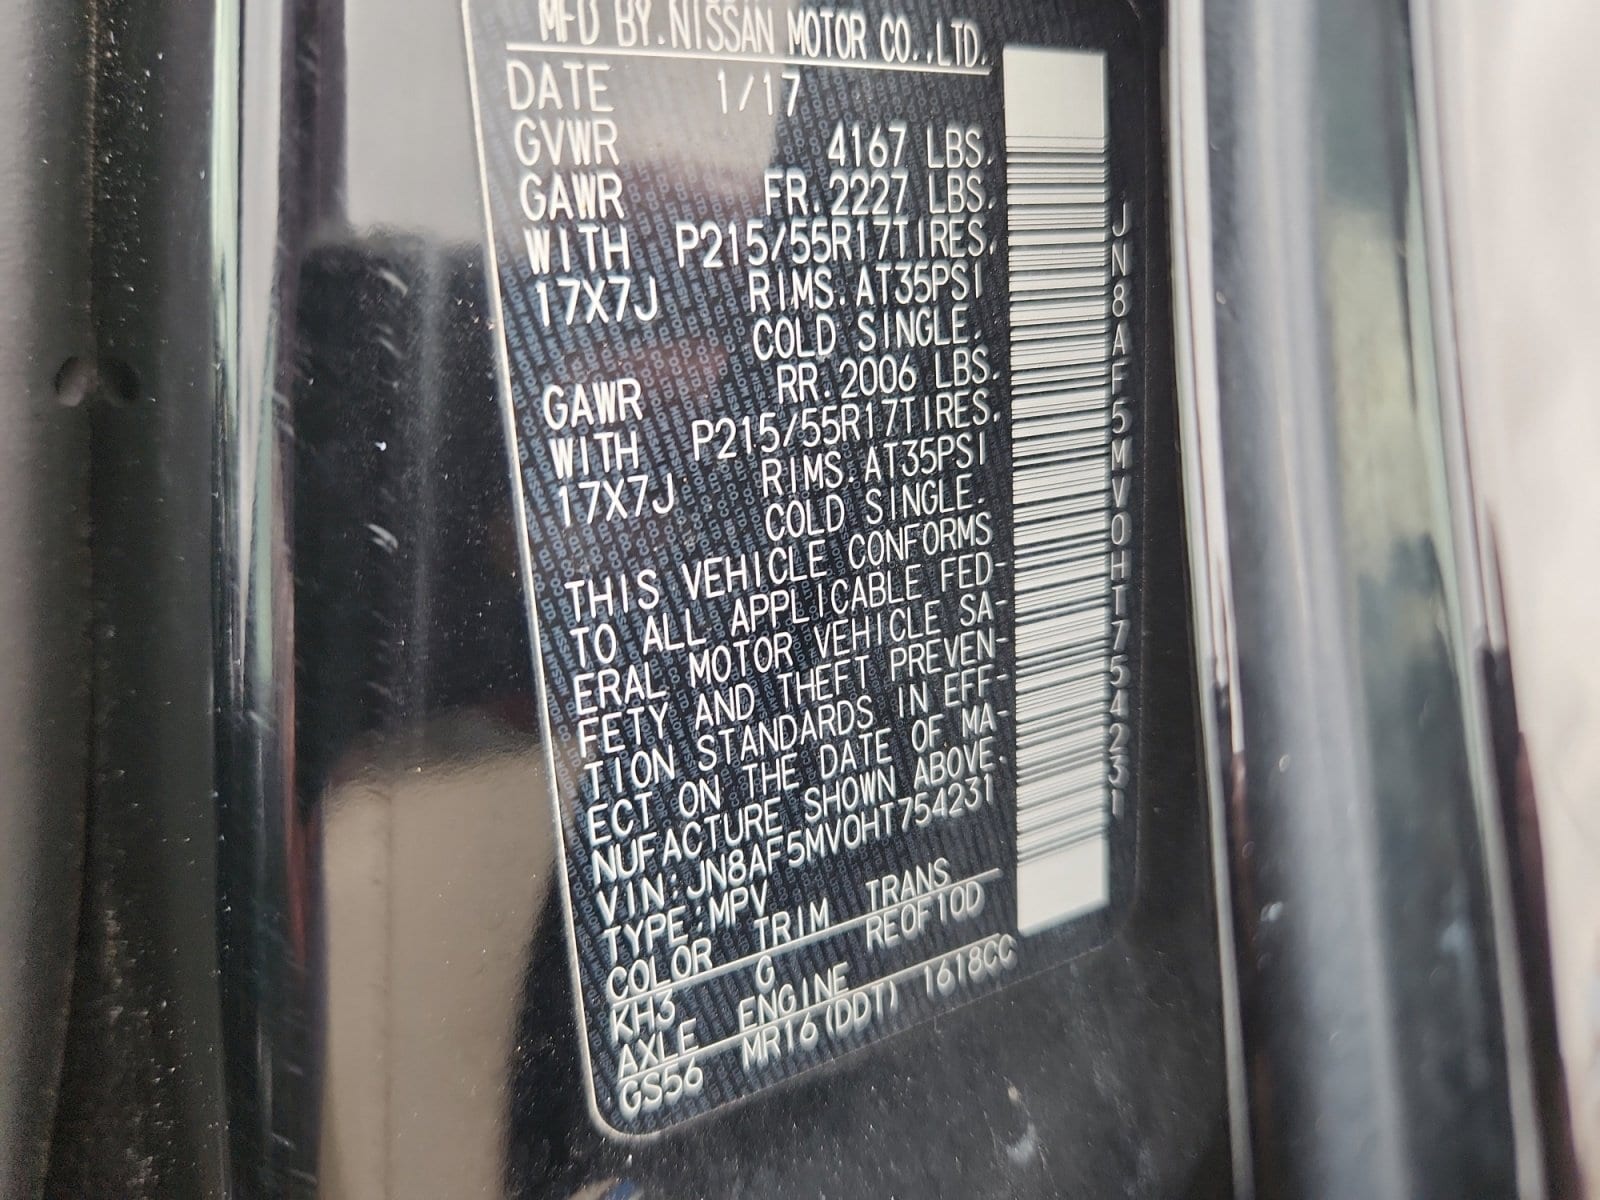 MFD BY.NISSAN MOTOR CO.,LTD.
DATE 1/17
GVWR 4167 LBS.
GAWR FR.2227 LBS.
WITH P215/55R17TIRES.
17X7J RIMS.AT35PSI
COLD SINGLE.
GAWR RR.2006 LBS.
WITH P215/55R17TIRES.
17X7J RIMS.AT35PSI
COLD SINGLE.
THIS VEHICLE CONFORMS
TO ALL APPLICABLE FED-
ERAL MOTOR VEHICLE SA-
FETY AND THEFT PREVEN-
TION STANDARDS IN EFF-
ECT ON THE DATE OF MA-
NUFACTURE SHOWN ABOVE.
VIN:JN8AF5MV0HT754231
TYPE:MPV
COLOR TRIM TRANS
KH3 G RE0F10D
AXLE ENGINE
GS56 MR16(DDT) 1618CC
JN8AF5MV0HT754231